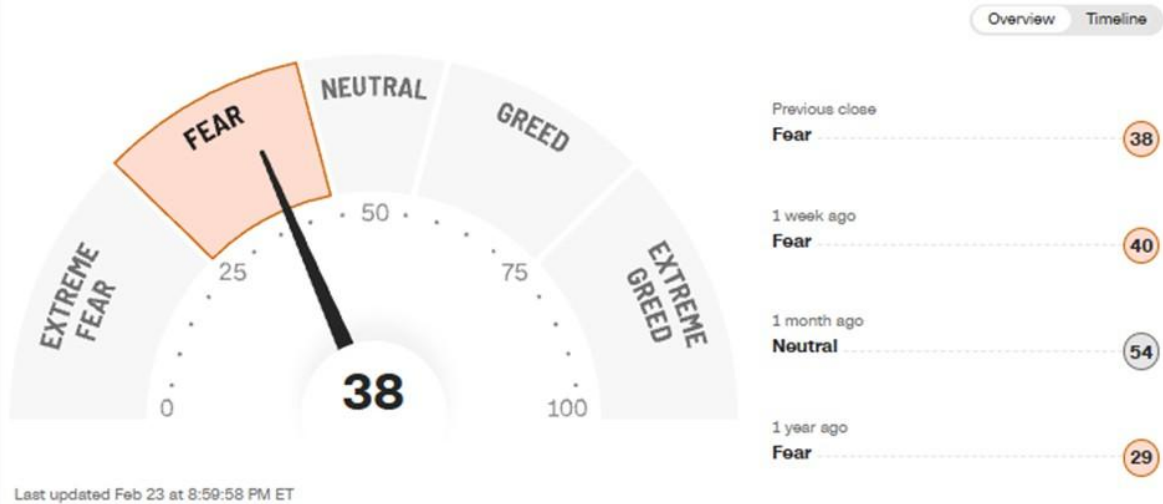 Overview Timeline
NEUTRAL
FEAR
GREED
EXTREME
FEAR
EXTREME
GREED
0
25
50
75
100
38
Previous close
Fear 38
1 week ago
Fear 40
1 month ago
Neutral 54
1 year ago
Fear 29
Last updated Feb 23 at 8:59:58 PM ET